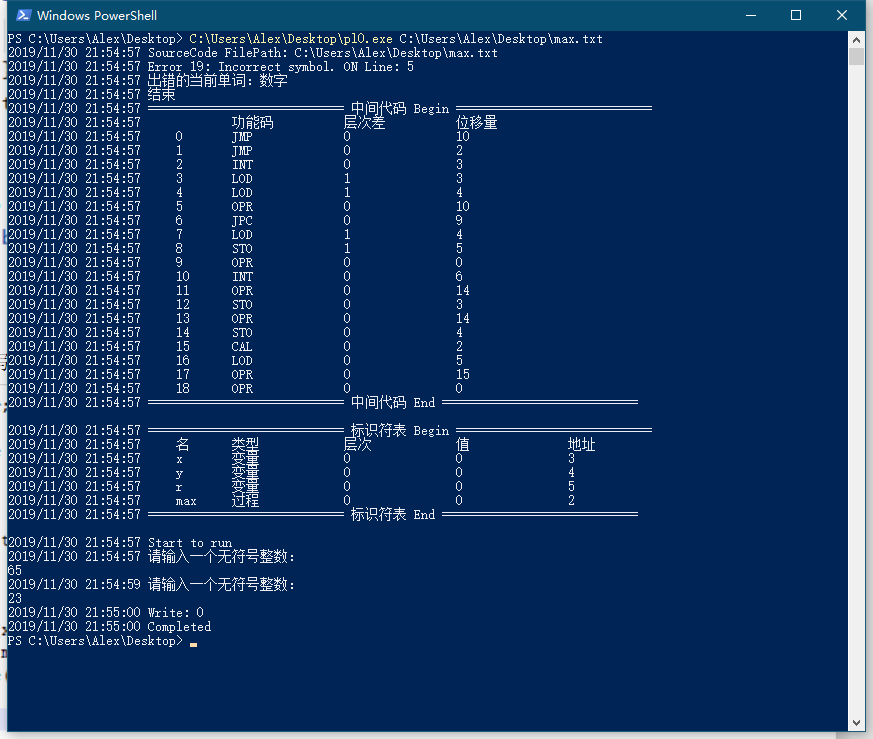 Windows PowerShell
PS C:\Users\Alex\Desktop> C:\Users\Alex\Desktop\pl0.exe C:\Users\Alex\Desktop\max.txt
2019/11/30 21:54:57 SourceCode FilePath: C:\Users\Alex\Desktop\max.txt
2019/11/30 21:54:57 Error 19: Incorrect symbol. ON Line: 5
2019/11/30 21:54:57 出错的当前单词: 数字
2019/11/30 21:54:57 结束
2019/11/30 21:54:57 ============================ 中间代码 Begin ============================
2019/11/30 21:54:57 功能码 层次差 位移量
2019/11/30 21:54:57 0 JMP 0 10
2019/11/30 21:54:57 1 JMP 0 2
2019/11/30 21:54:57 2 INT 0 3
2019/11/30 21:54:57 3 LOD 1 3
2019/11/30 21:54:57 4 LOD 1 4
2019/11/30 21:54:57 5 OPR 0 10
2019/11/30 21:54:57 6 JPC 0 9
2019/11/30 21:54:57 7 LOD 1 4
2019/11/30 21:54:57 8 STO 1 5
2019/11/30 21:54:57 9 OPR 0 0
2019/11/30 21:54:57 10 INT 0 6
2019/11/30 21:54:57 11 OPR 0 14
2019/11/30 21:54:57 12 STO 0 3
2019/11/30 21:54:57 13 OPR 0 14
2019/11/30 21:54:57 14 STO 0 4
2019/11/30 21:54:57 15 CAL 0 2
2019/11/30 21:54:57 16 LOD 0 5
2019/11/30 21:54:57 17 OPR 0 15
2019/11/30 21:54:57 18 OPR 0 0
2019/11/30 21:54:57 ============================ 中间代码 End ============================
2019/11/30 21:54:57 ============================ 标识符表 Begin ============================
2019/11/30 21:54:57 名 类型 层次 值 地址
2019/11/30 21:54:57 x 变量 0 0 3
2019/11/30 21:54:57 y 变量 0 0 4
2019/11/30 21:54:57 r 变量 0 0 5
2019/11/30 21:54:57 max 过程 0 0 2
2019/11/30 21:54:57 ============================ 标识符表 End ============================
2019/11/30 21:54:57 Start to run
2019/11/30 21:54:57 请输入一个无符号整数:
65
2019/11/30 21:54:59 请输入一个无符号整数:
23
2019/11/30 21:55:00 Write: 0
2019/11/30 21:55:00 Completed
PS C:\Users\Alex\Desktop>